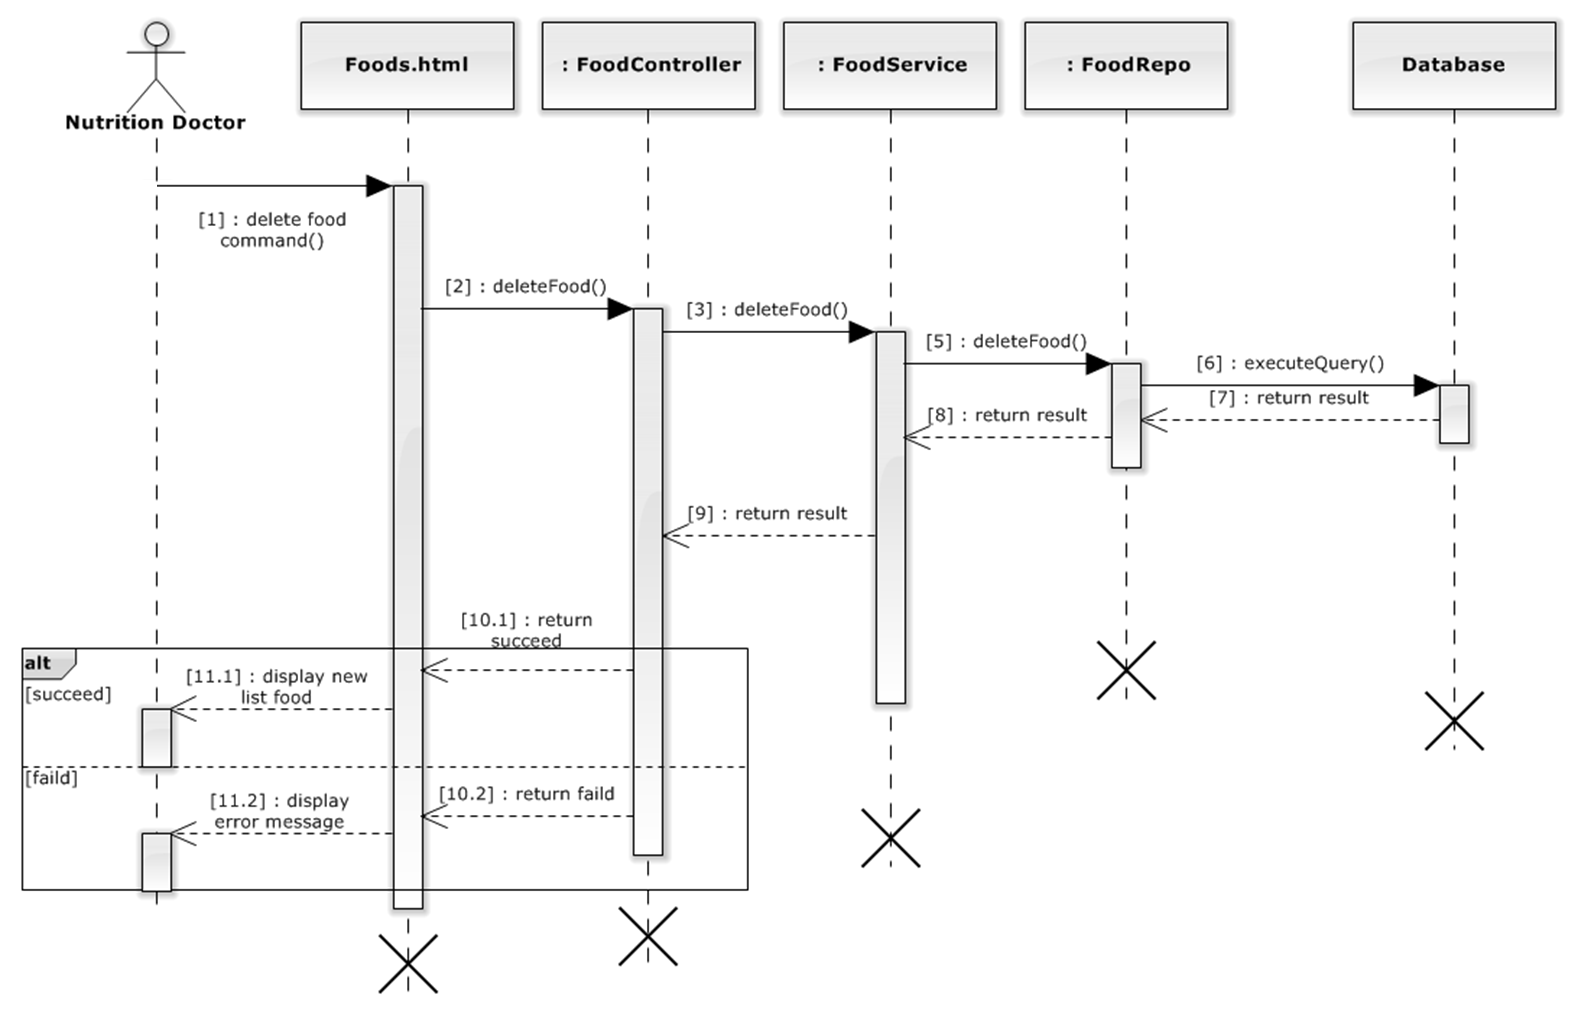 Nutrition Doctor
Foods.html
: FoodController
: FoodService
: FoodRepo
Database
[1] : delete food
command()
[2] : deleteFood()
[3] : deleteFood()
[5] : deleteFood()
[6] : executeQuery()
[7] : return result
[8] : return result
[9] : return result
[10.1] : return
succeed
alt
[succeed]
[11.1] : display new
list food
[faild]
[10.2] : return faild
[11.2] : display
error message